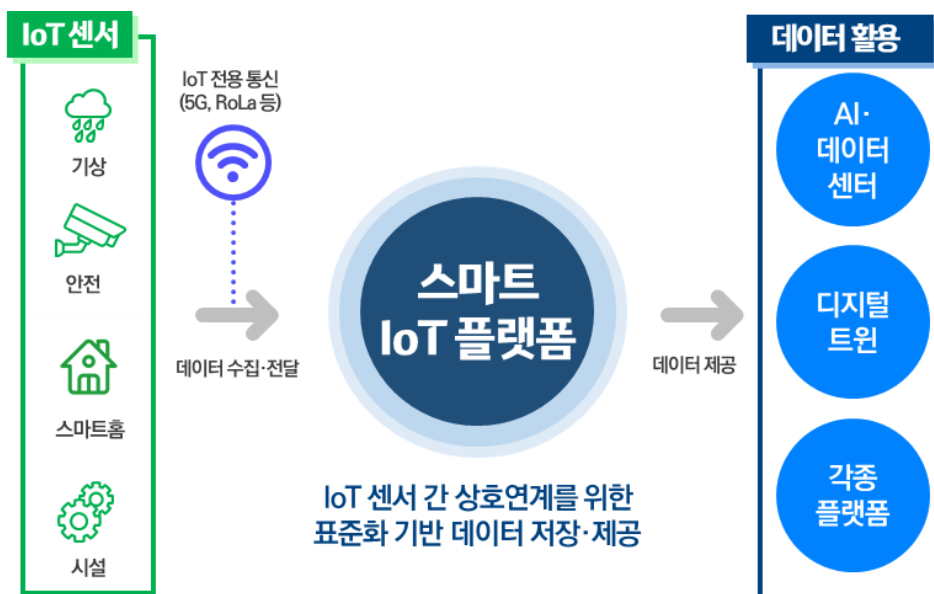 IoT 센서
기상
안전
스마트홈
시설
IoT 전용 통신
(5G, RoLa 등)
데이터 수집·전달
스마트
IoT 플랫폼
IoT 센서 간 상호연계를 위한
표준화 기반 데이터 저장·제공
데이터 제공
데이터 활용
AI·
데이터
센터
디지털
트윈
각종
플랫폼